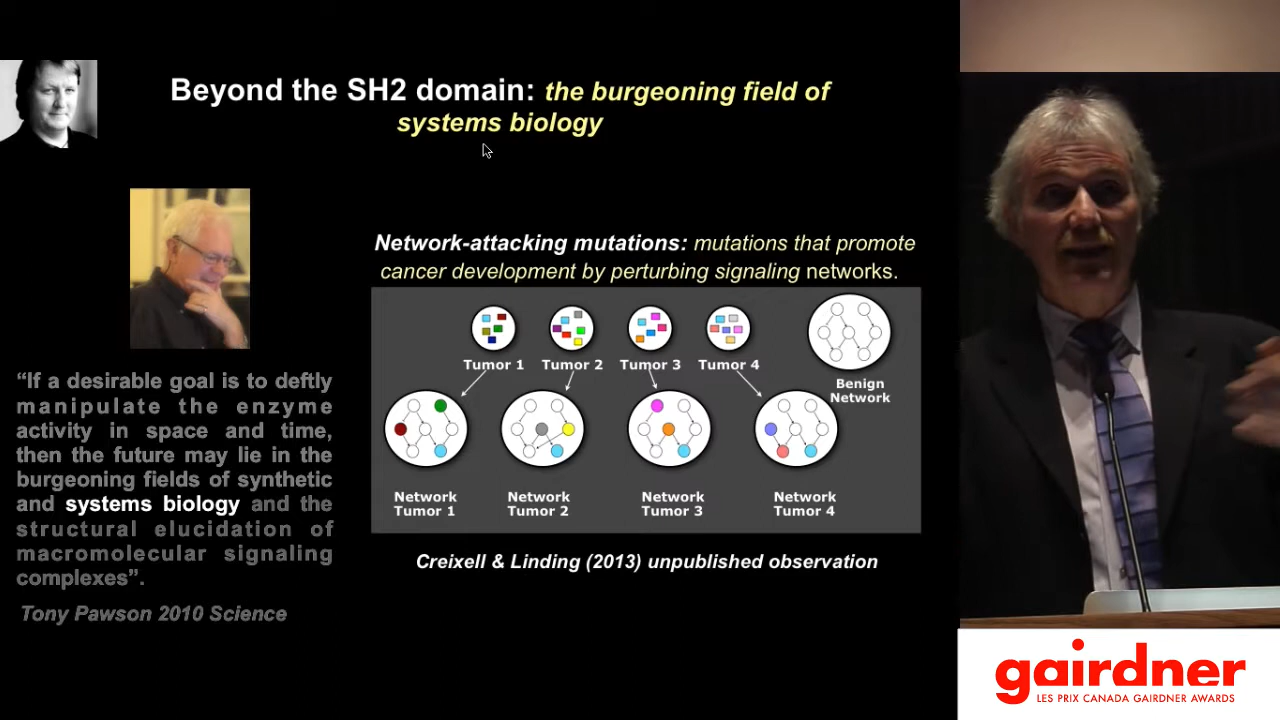 Beyond the SH2 domain: the burgeoning field of
systems biology
Network-attacking mutations: mutations that promote
cancer development by perturbing signaling networks.
Tumor 1 Tumor 2 Tumor 3 Tumor 4
Benign
Network
Network
Tumor 1
Network
Tumor 2
Network
Tumor 3
Network
Tumor 4
Creixell & Linding (2013) unpublished observation
“If a desirable goal is to deftly
manipulate the enzyme
activity in space and time,
then the future may lie in the
burgeoning fields of synthetic
and systems biology and the
structural elucidation of
macromolecular signaling
complexes”.
Tony Pawson 2010 Science
gairdner
LES PRIX CANADA GAIRDNER AWARDS